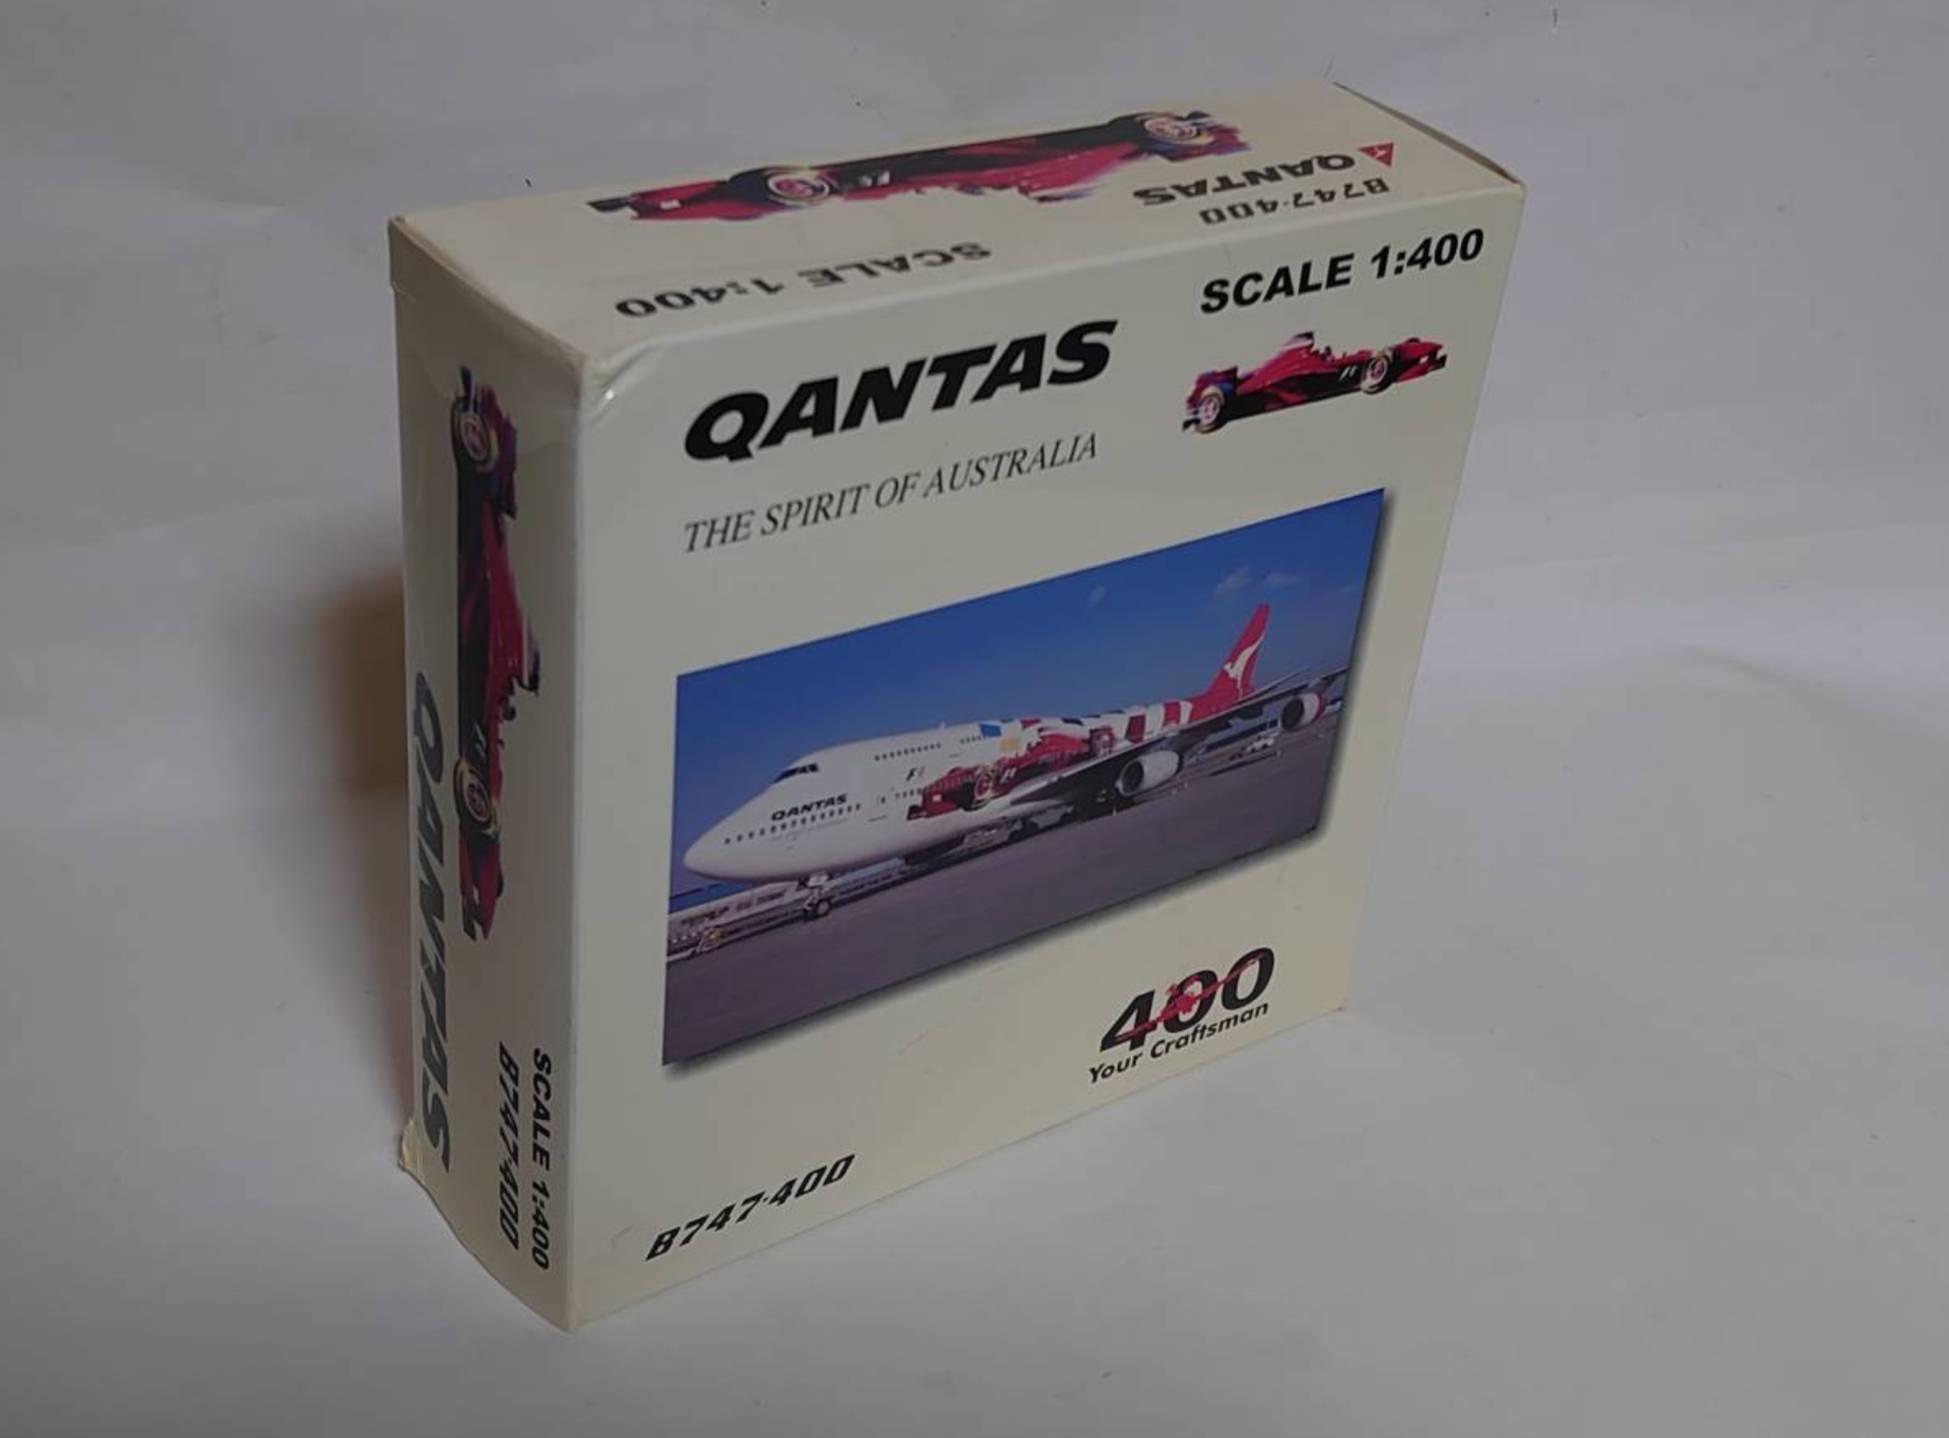 QANTAS
B747-400
SCALE 1:400
SCALE 1:400
QANTAS
THE SPIRIT OF AUSTRALIA
F1
QANTAS
400
Your Craftsman
B747-400
QANTAS
SCALE 1:400
B747-400